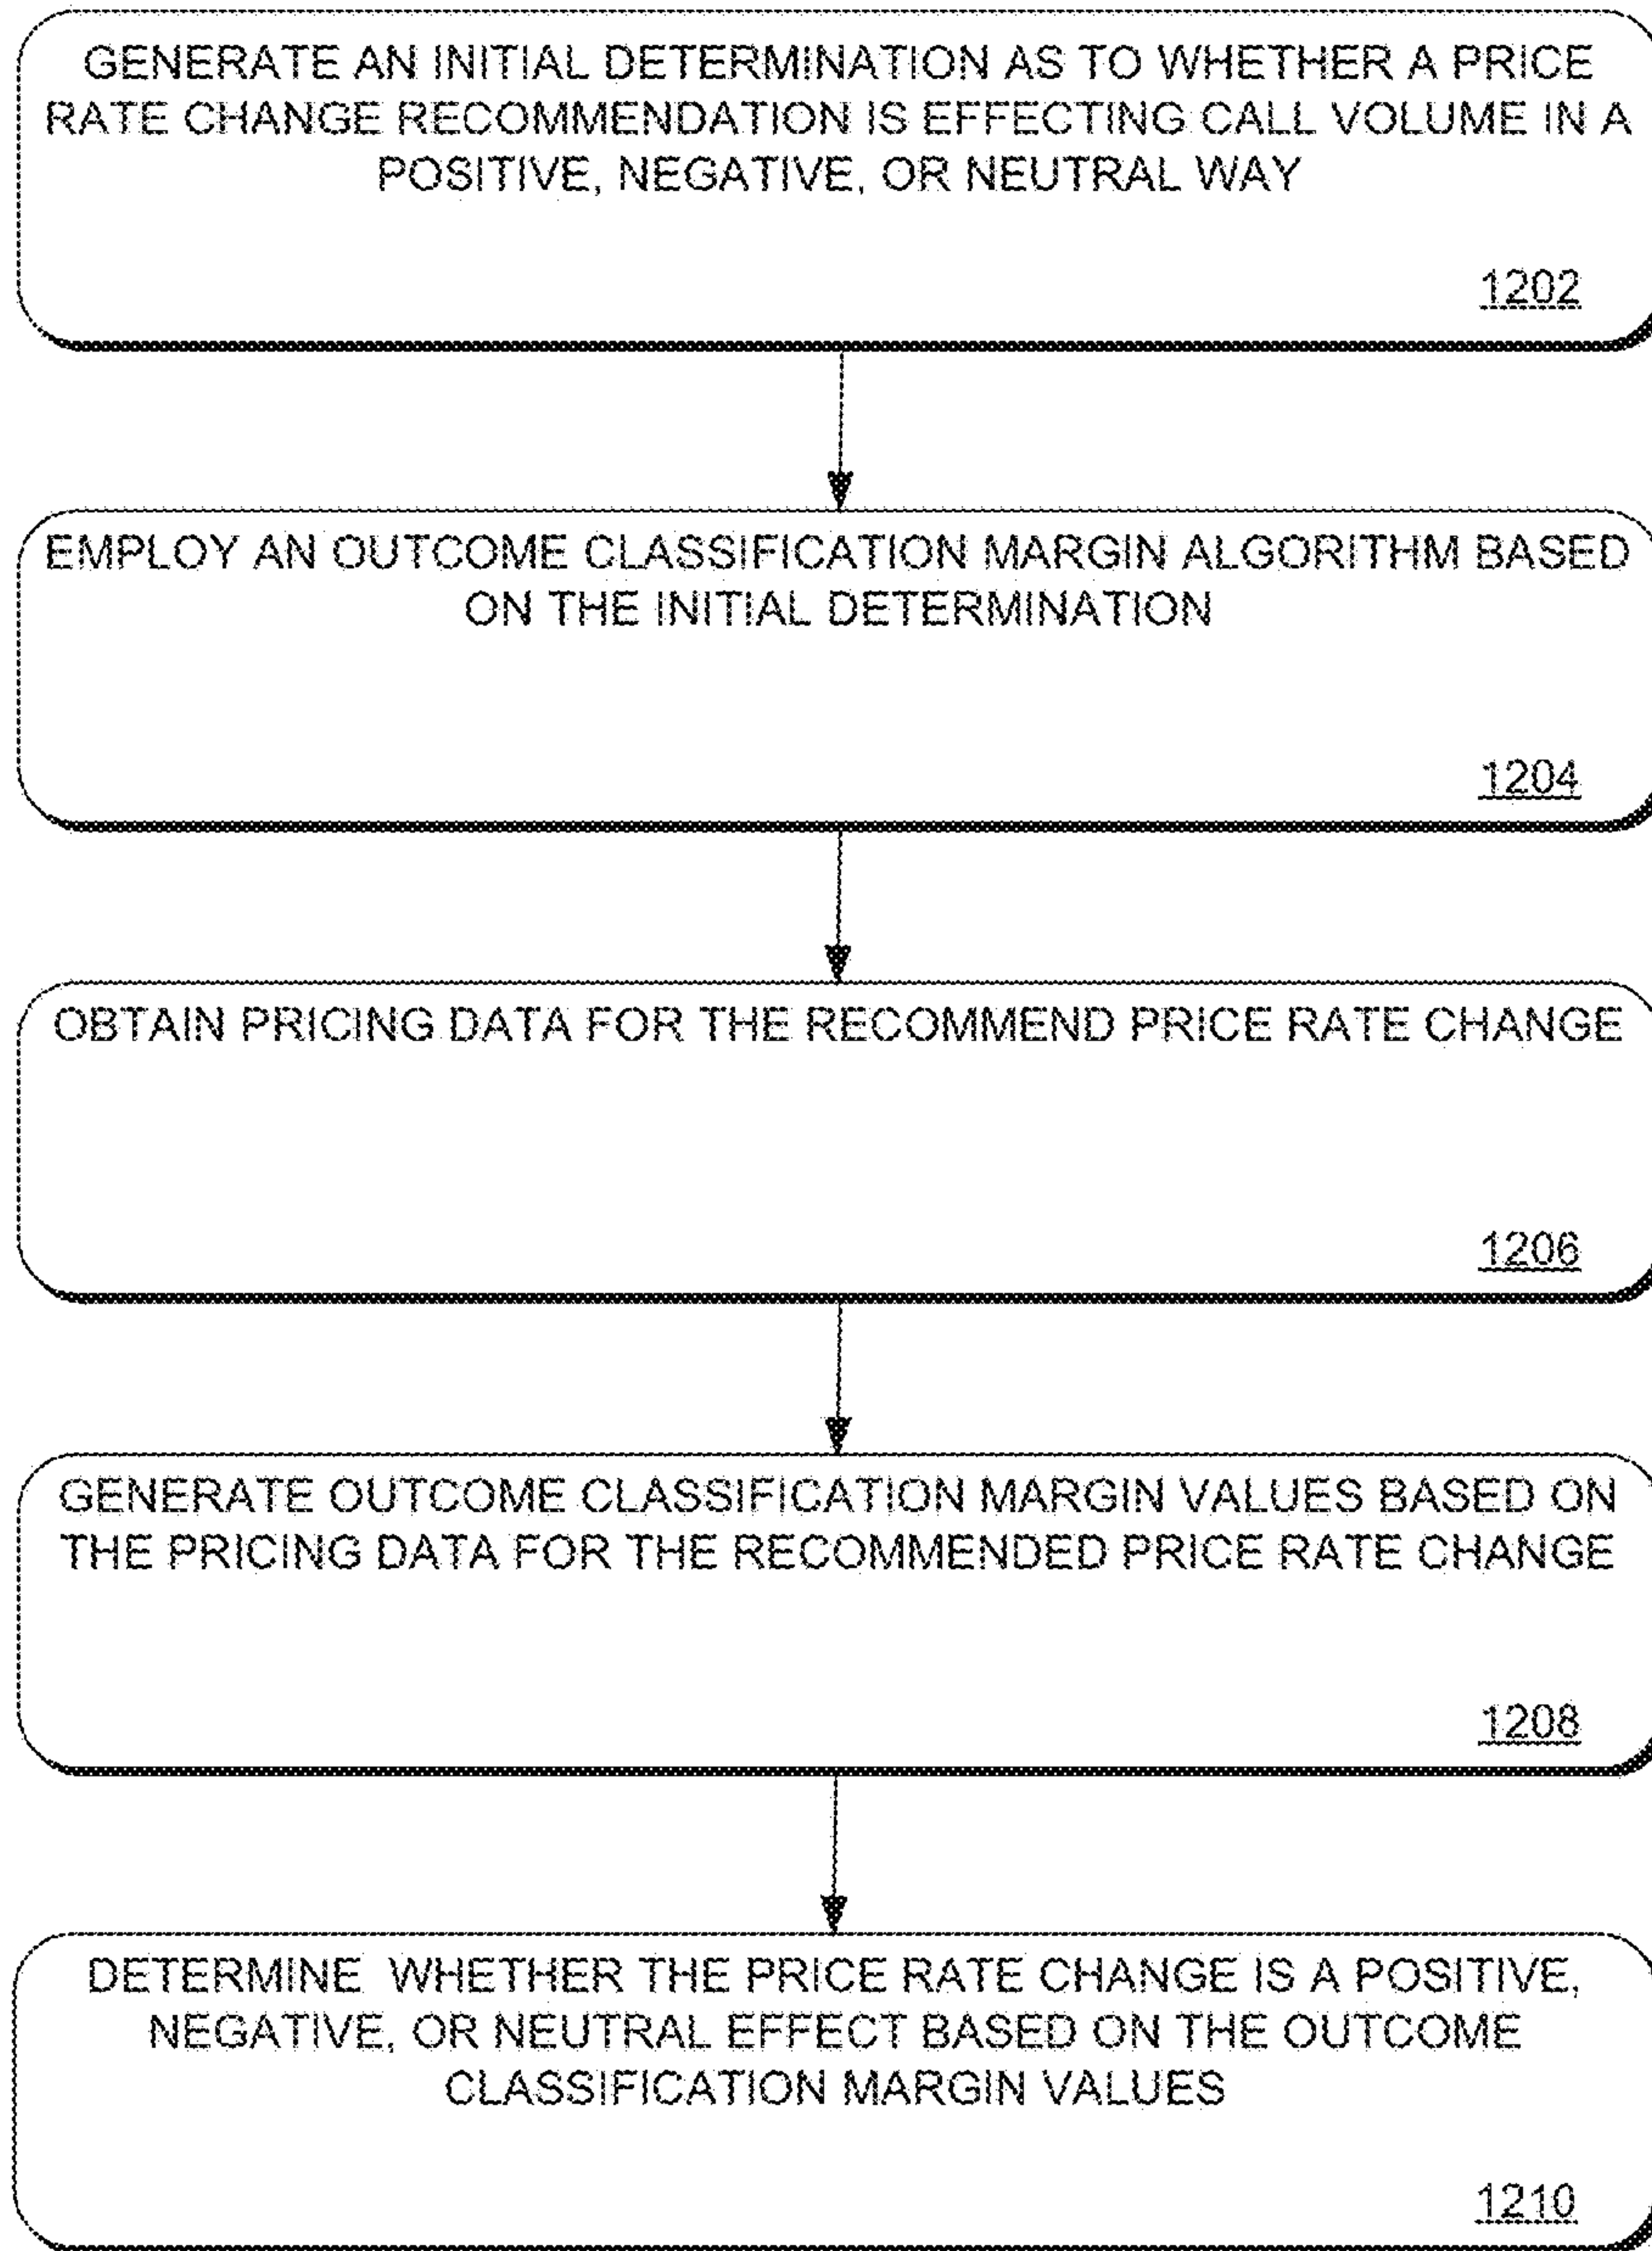 GENERATE AN INITIAL DETERMINATION AS TO WHETHER A PRICE
RATE CHANGE RECOMMENDATION IS EFFECTING CALL VOLUME IN A
POSITIVE, NEGATIVE, OR NEUTRAL WAY
1202
EMPLOY AN OUTCOME CLASSIFICATION MARGIN ALGORITHM BASED
ON THE INITIAL DETERMINATION
1204
OBTAIN PRICING DATA FOR THE RECOMMEND PRICE RATE CHANGE
1206
GENERATE OUTCOME CLASSIFICATION MARGIN VALUES BASED ON
THE PRICING DATA FOR THE RECOMMENDED PRICE RATE CHANGE
1208
DETERMINE WHETHER THE PRICE RATE CHANGE IS A POSITIVE,
NEGATIVE, OR NEUTRAL EFFECT BASED ON THE OUTCOME
CLASSIFICATION MARGIN VALUES
1210